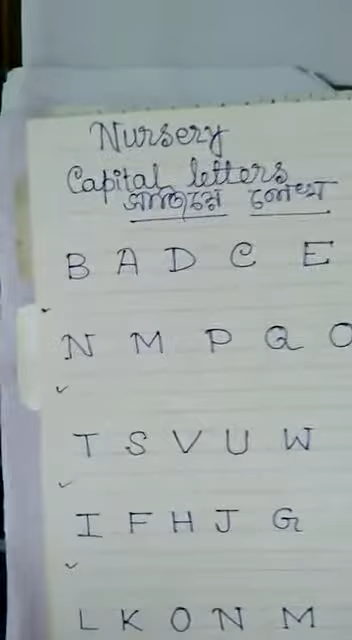 Nursery
Capital letters
সাজিয়ে লেখো
B A D C E
N M P Q O
T S V U W
I F H J G
L K O N M